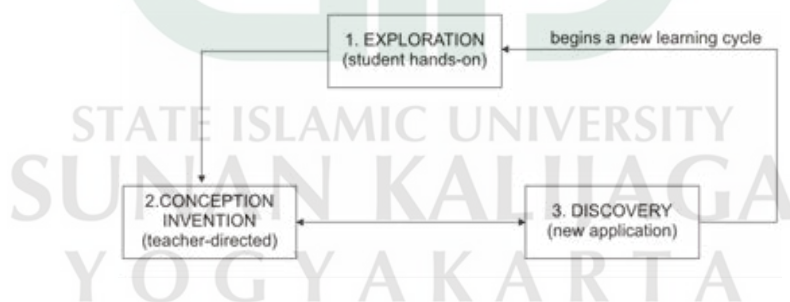 1. EXPLORATION
(student hands-on)
begins a new learning cycle
STATE ISLAMIC UNIVERSITY
SUNAN KALIJAGA
2.CONCEPTION
INVENTION
(teacher-directed)
3. DISCOVERY
(new application)
YOGYAKARTA